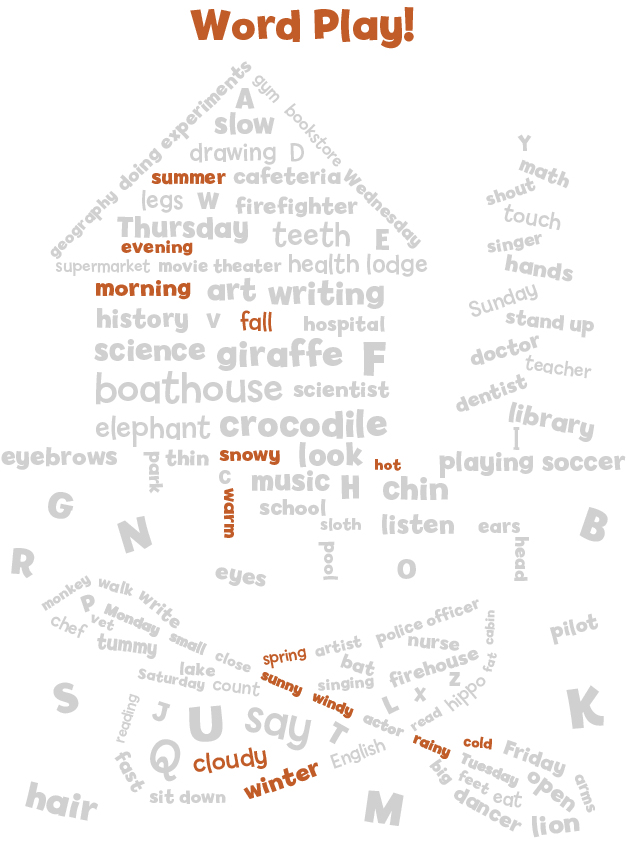 Word Play!
experiments
gym
A
bookstore
slow
doing
drawing D
Y
math
summer cafeteria
Wednesday
shout
legs W firefighter
geography
touch
Thursday teeth E
singer
evening
supermarket movie theater health lodge
hands
morning art writing
Sunday
history V fall hospital
stand up
science giraffe F
doctor
teacher
boathouse scientist
dentist
elephant crocodile
library
I
eyebrows park thin snowy look hot playing soccer
C music H chin
warm school
G
N
sloth listen ears
B
R
pool
head
eyes
O
monkey walk write
P Monday
chef vet
tummy small
close
spring artist police officer
cabin
pilot
nurse
lake
bat firehouse fat
Saturday count sunny singing
Z
S
reading J
windy L X hippo
K
U say T actor read
Q cloudy English
rainy cold Friday
fast
winter
big Tuesday
feet open arms
hair
sit down
M
dancer eat
lion